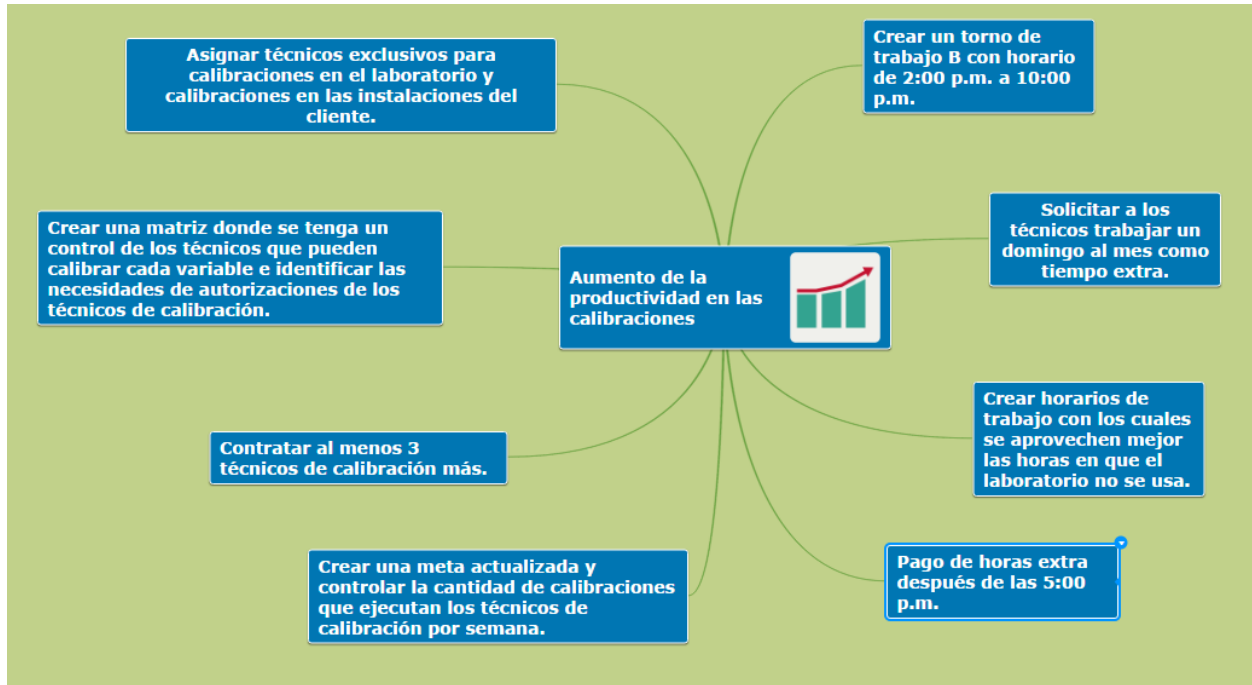 Asignar técnicos exclusivos para
calibraciones en el laboratorio y
calibraciones en las instalaciones del
cliente.
Crear un torno de
trabajo B con horario
de 2:00 p.m. a 10:00
p.m.
Crear una matriz donde se tenga un
control de los técnicos que pueden
calibrar cada variable e identificar las
necesidades de autorizaciones de los
técnicos de calibración.
Solicitar a los
técnicos trabajar un
domingo al mes como
tiempo extra.
Aumento de la
productividad en las
calibraciones
Contratar al menos 3
técnicos de calibración más.
Crear horarios de
trabajo con los cuales
se aprovechen mejor
las horas en que el
laboratorio no se usa.
Crear una meta actualizada y
controlar la cantidad de calibraciones
que ejecutan los técnicos de
calibración por semana.
Pago de horas extra
después de las 5:00
p.m.